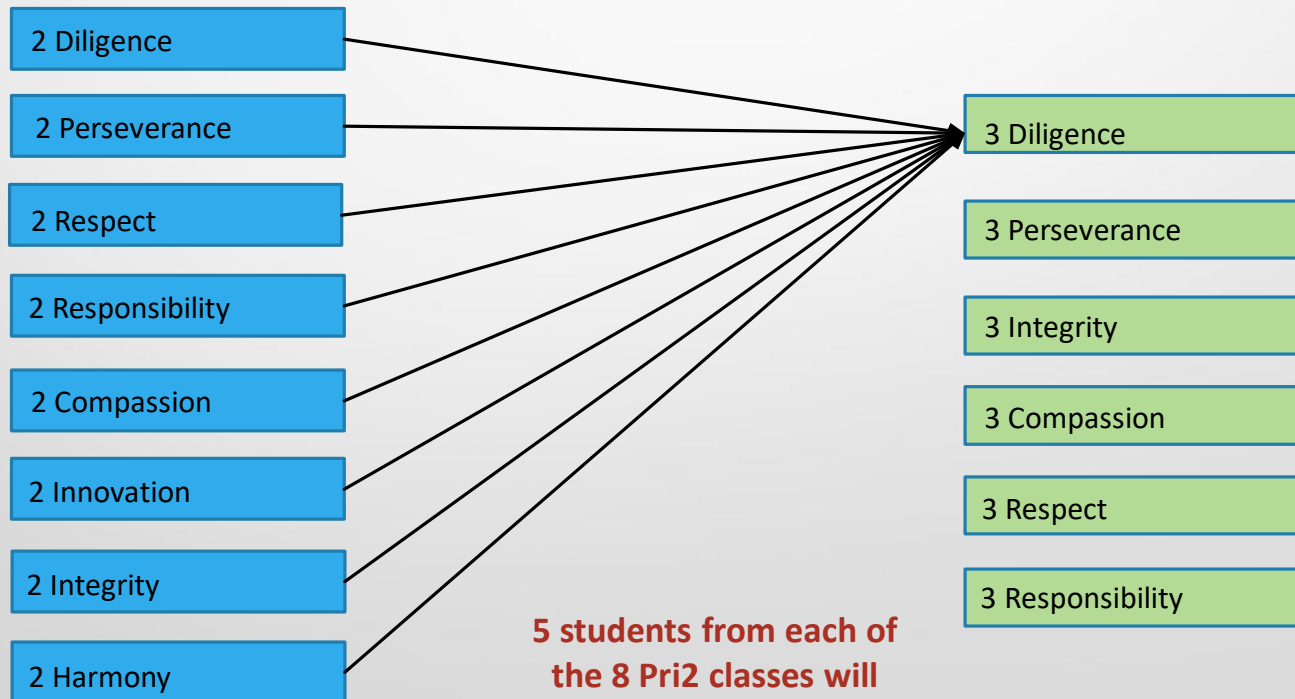 2 Diligence
2 Perseverance
2 Respect
2 Responsibility
2 Compassion
2 Innovation
2 Integrity
2 Harmony
3 Diligence
3 Perseverance
3 Integrity
3 Compassion
3 Respect
3 Responsibility
5 students from each of
the 8 Pri2 classes will